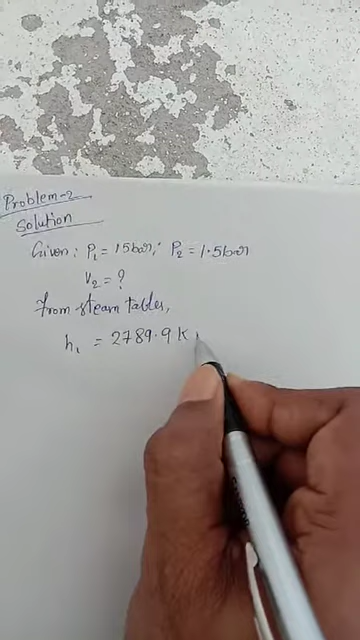 Problem-2
Solution
Given: P₁ = 15bar; P₂ = 1.5bar
V₂ = ?
From steam tables,
h₁ = 2789.9 K